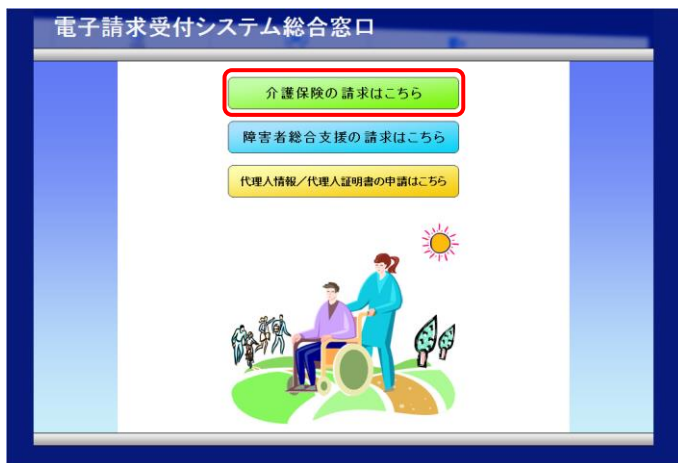 電子請求受付システム総合窓口
介護保険の請求はこちら
障害者総合支援の請求はこちら
代理人情報／代理人証明書の申請はこちら